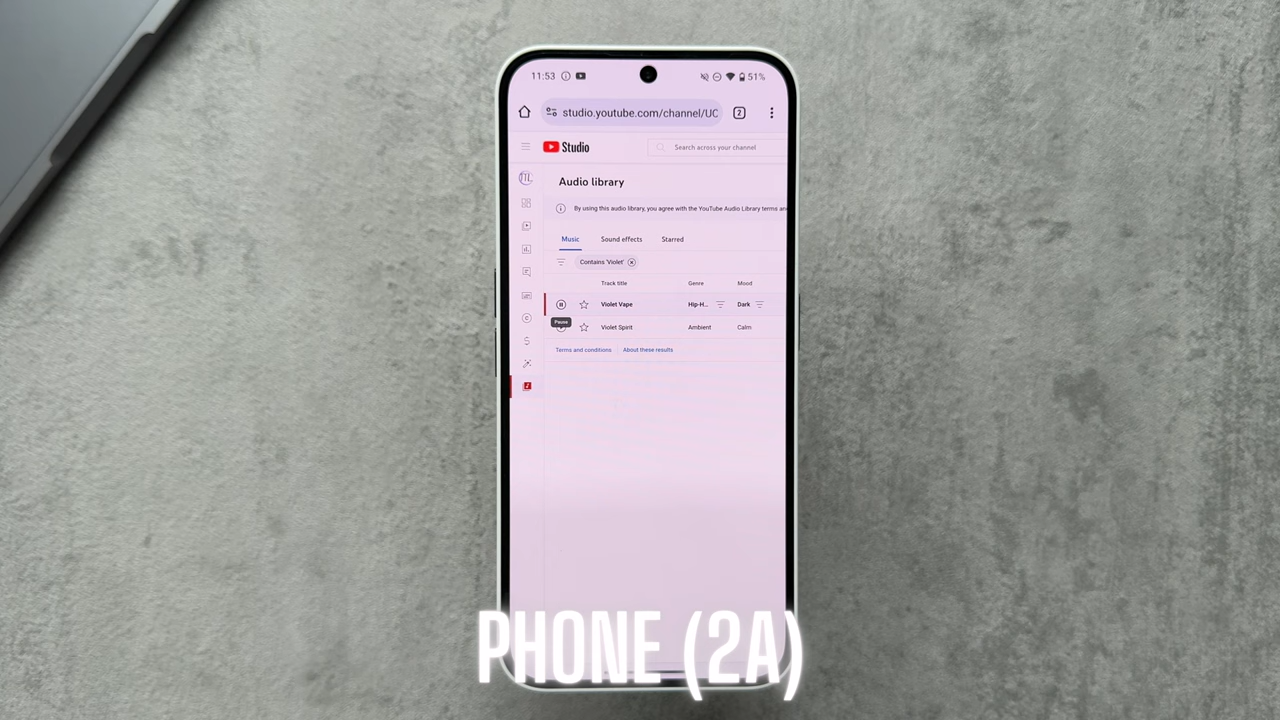 11:53 51%
studio.youtube.com/channel/UC 2
Studio Search across your channel
Audio library
By using this audio library, you agree with the YouTube Audio Library terms an
Music Sound effects Starred
Contains 'Violet'
Track title Genre Mood
Violet Vape Hip-H... Dark
Pause
Violet Spirit Ambient Calm
Terms and conditions About these results
PHONE (2A)